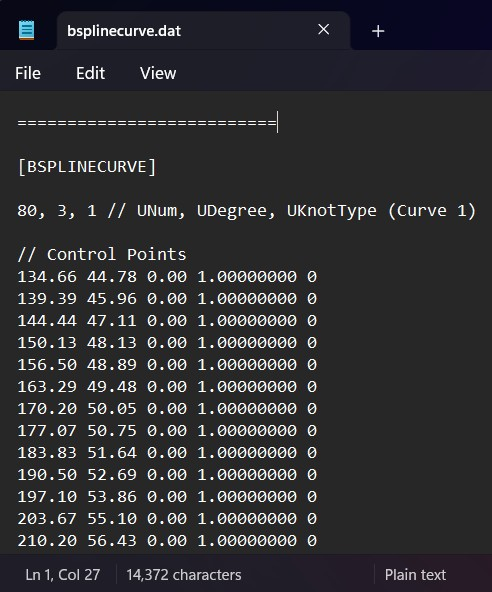 bsplinecurve.dat
File Edit View
==========================
[BSPLINECURVE]
80, 3, 1 // UNum, UDegree, UKnotType (Curve 1)
// Control Points
134.66 44.78 0.00 1.00000000 0
139.39 45.96 0.00 1.00000000 0
144.44 47.11 0.00 1.00000000 0
150.13 48.13 0.00 1.00000000 0
156.50 48.89 0.00 1.00000000 0
163.29 49.48 0.00 1.00000000 0
170.20 50.05 0.00 1.00000000 0
177.07 50.75 0.00 1.00000000 0
183.83 51.64 0.00 1.00000000 0
190.50 52.69 0.00 1.00000000 0
197.10 53.86 0.00 1.00000000 0
203.67 55.10 0.00 1.00000000 0
210.20 56.43 0.00 1.00000000 0
Ln 1, Col 27 14,372 characters Plain text